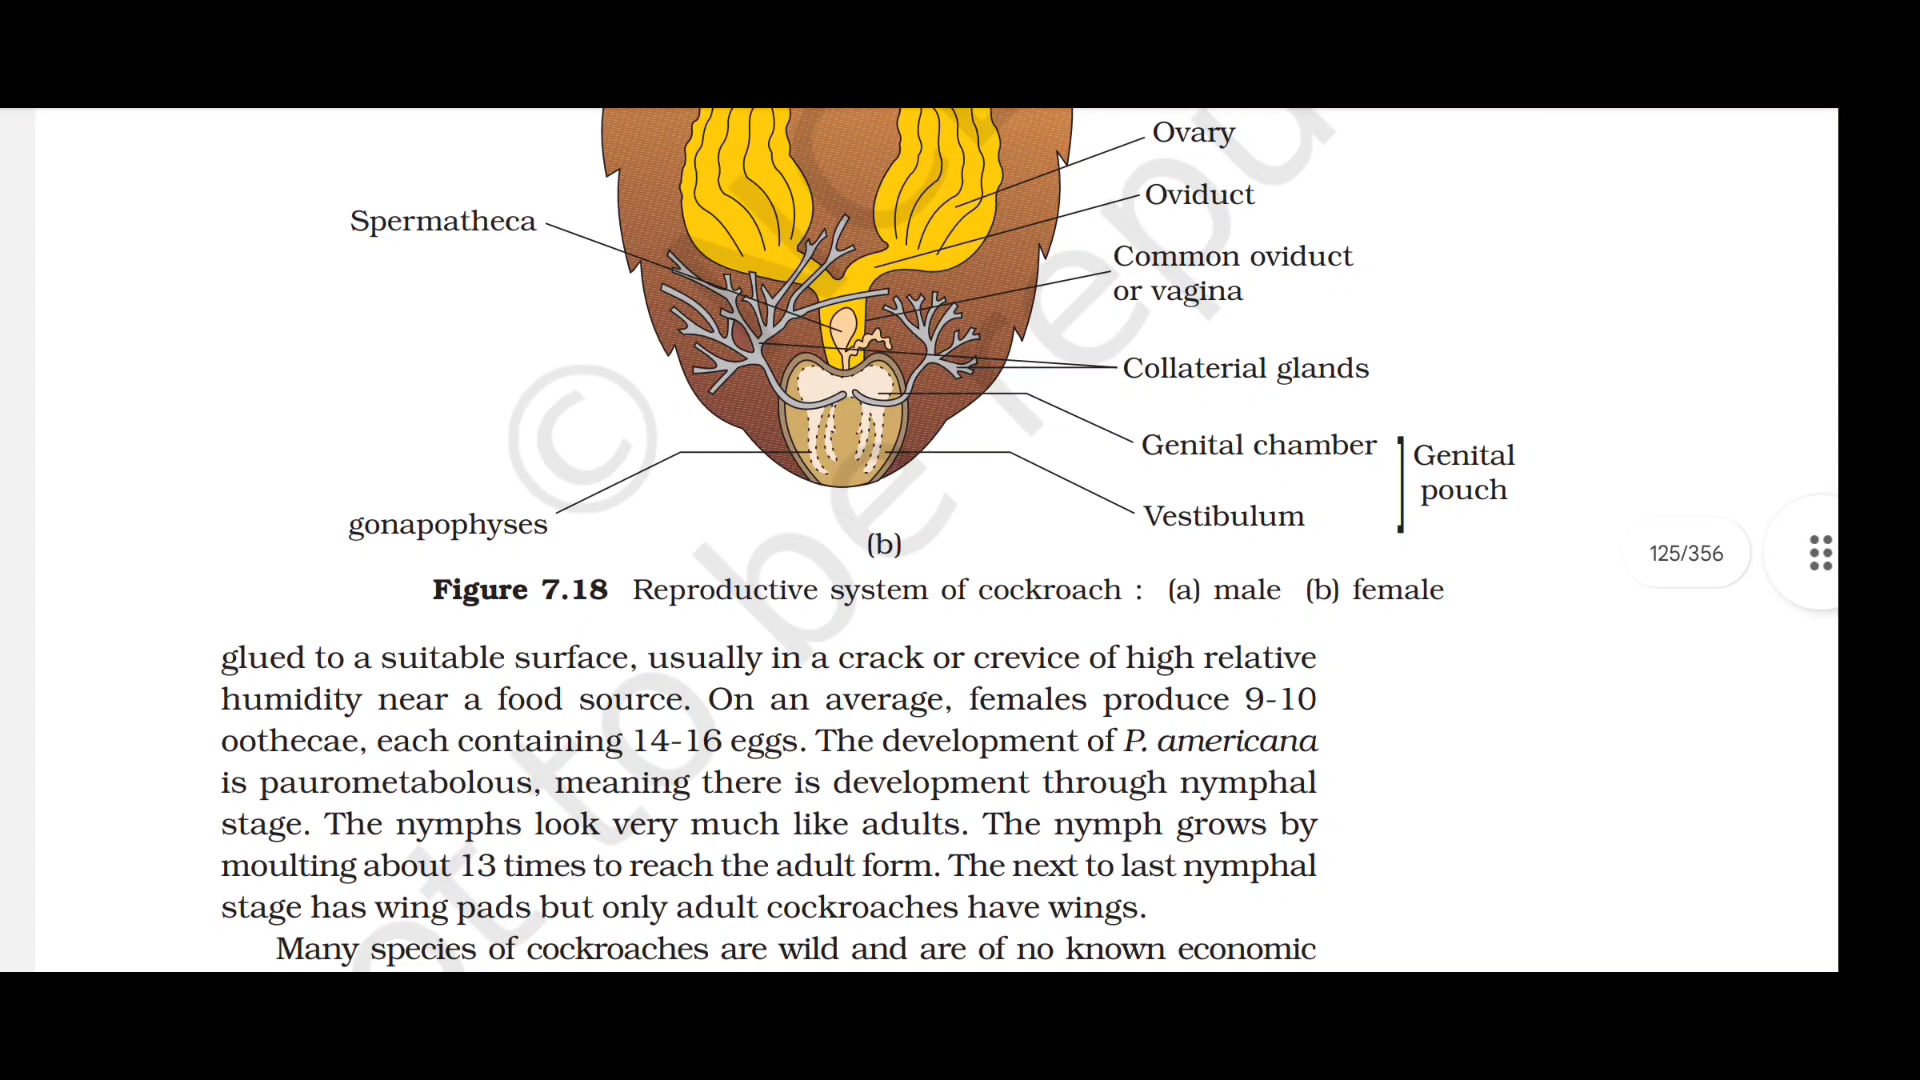 Ovary
Oviduct
Spermatheca
Common oviduct
or vagina
Collaterial glands
Genital chamber
Genital
pouch
Vestibulum
gonapophyses
(b)
125/356
Figure 7.18 Reproductive system of cockroach : (a) male (b) female
glued to a suitable surface, usually in a crack or crevice of high relative
humidity near a food source. On an average, females produce 9-10
oothecae, each containing 14-16 eggs. The development of P. americana
is paurometabolous, meaning there is development through nymphal
stage. The nymphs look very much like adults. The nymph grows by
moulting about 13 times to reach the adult form. The next to last nymphal
stage has wing pads but only adult cockroaches have wings.
Many species of cockroaches are wild and are of no known economic
©
be repu
to